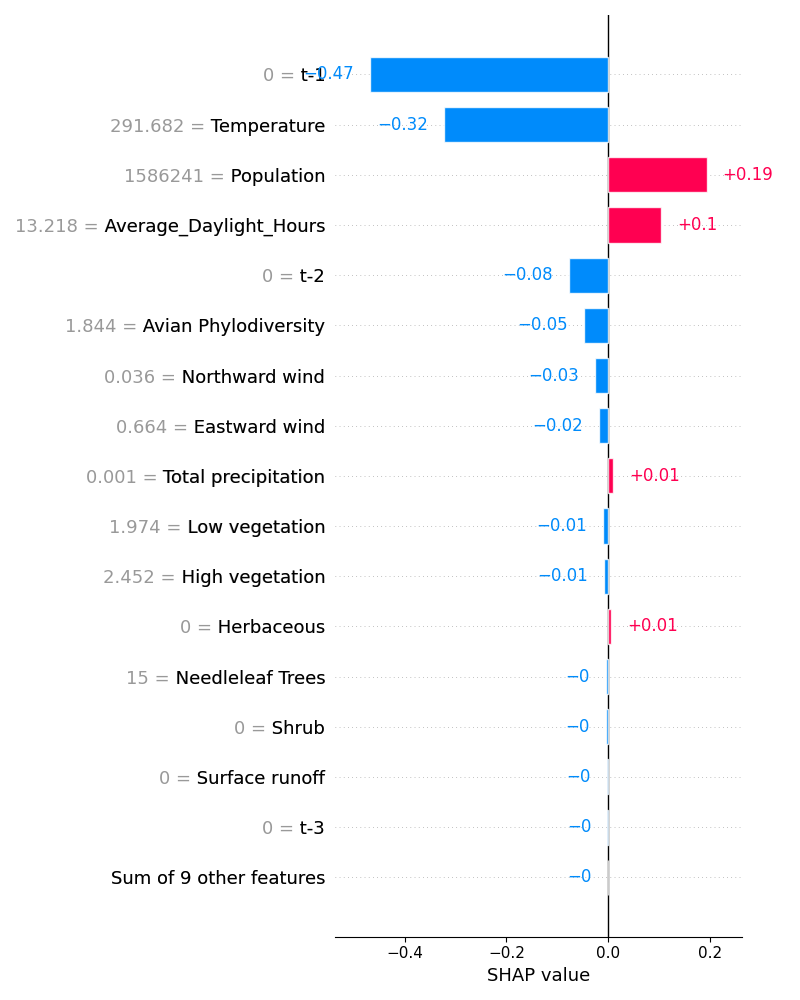 0 = t-1 −0.47
291.682 = Temperature −0.32
1586241 = Population +0.19
13.218 = Average_Daylight_Hours +0.1
0 = t-2 −0.08
1.844 = Avian Phylodiversity −0.05
0.036 = Northward wind −0.03
0.664 = Eastward wind −0.02
0.001 = Total precipitation +0.01
1.974 = Low vegetation −0.01
2.452 = High vegetation −0.01
0 = Herbaceous +0.01
15 = Needleleaf Trees −0
0 = Shrub −0
0 = Surface runoff −0
0 = t-3 −0
Sum of 9 other features −0
−0.4 −0.2 0.0 0.2
SHAP value